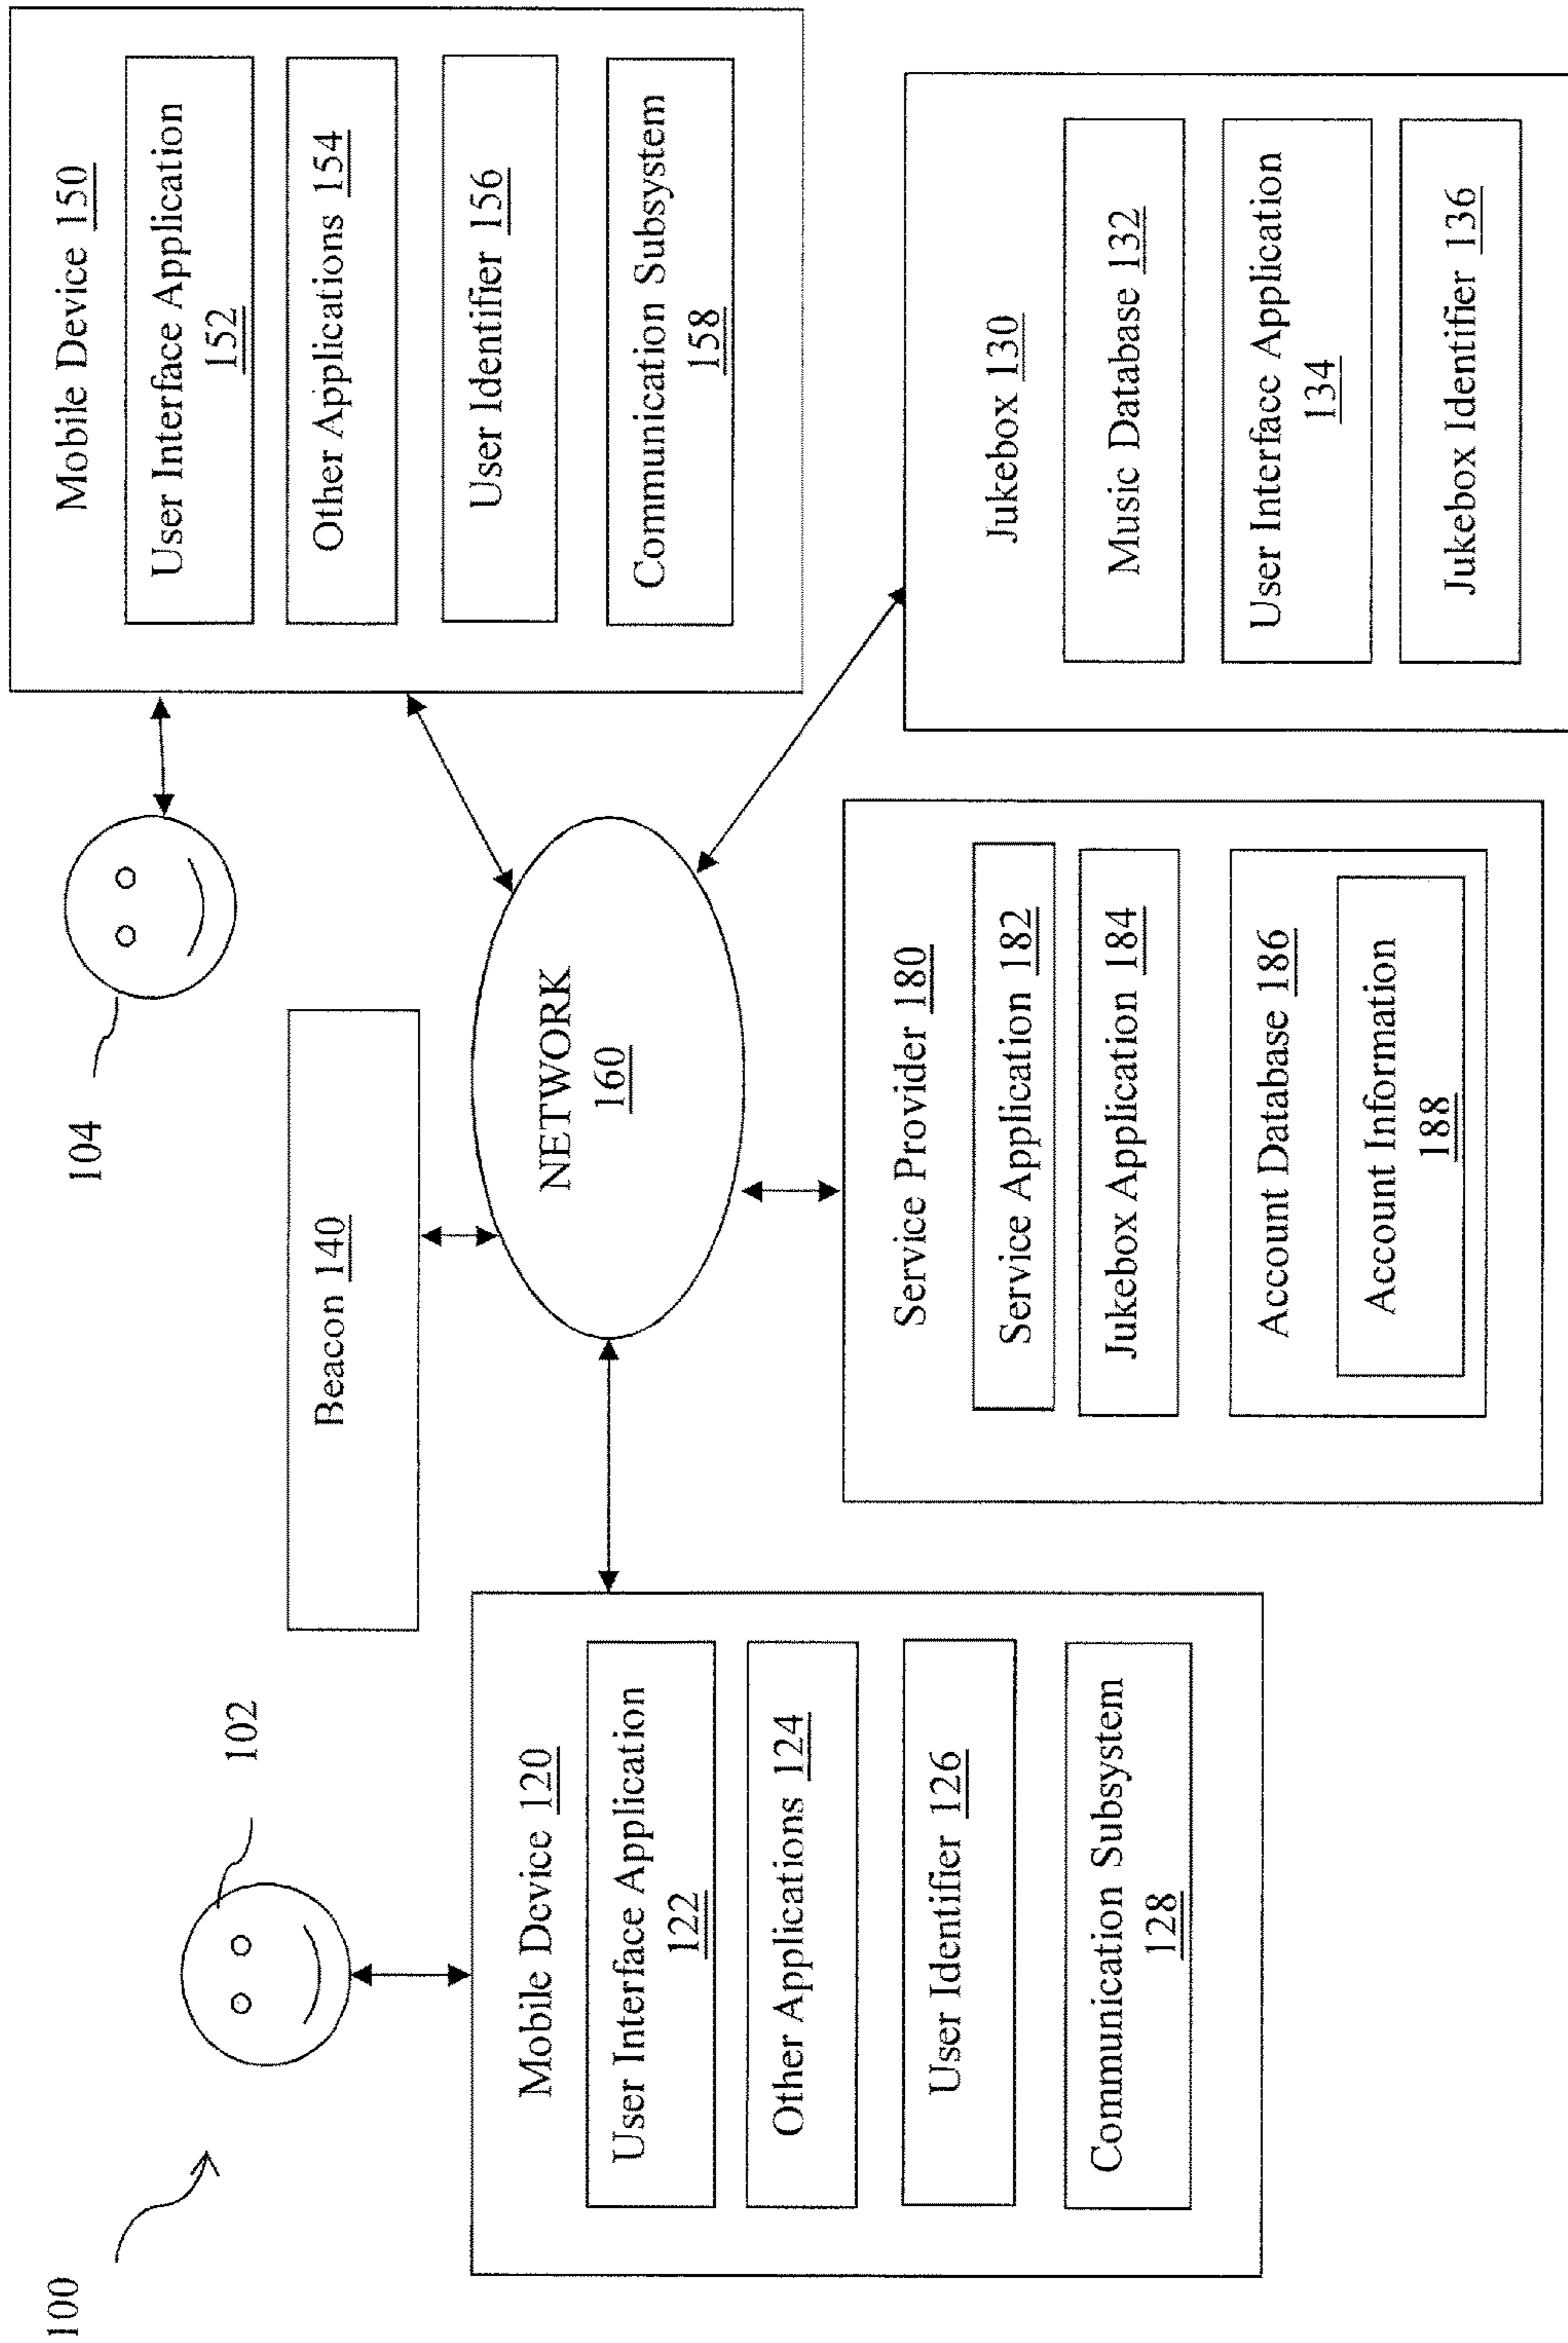 100
102
Mobile Device 120
User Interface Application
122
Other Applications 124
User Identifier 126
Communication Subsystem
128
Beacon 140
NETWORK
160
Service Provider 180
Service Application 182
Jukebox Application 184
Account Database 186
Account Information
188
104
Mobile Device 150
User Interface Application
152
Other Applications 154
User Identifier 156
Communication Subsystem
158
Jukebox 130
Music Database 132
User Interface Application
134
Jukebox Identifier 136